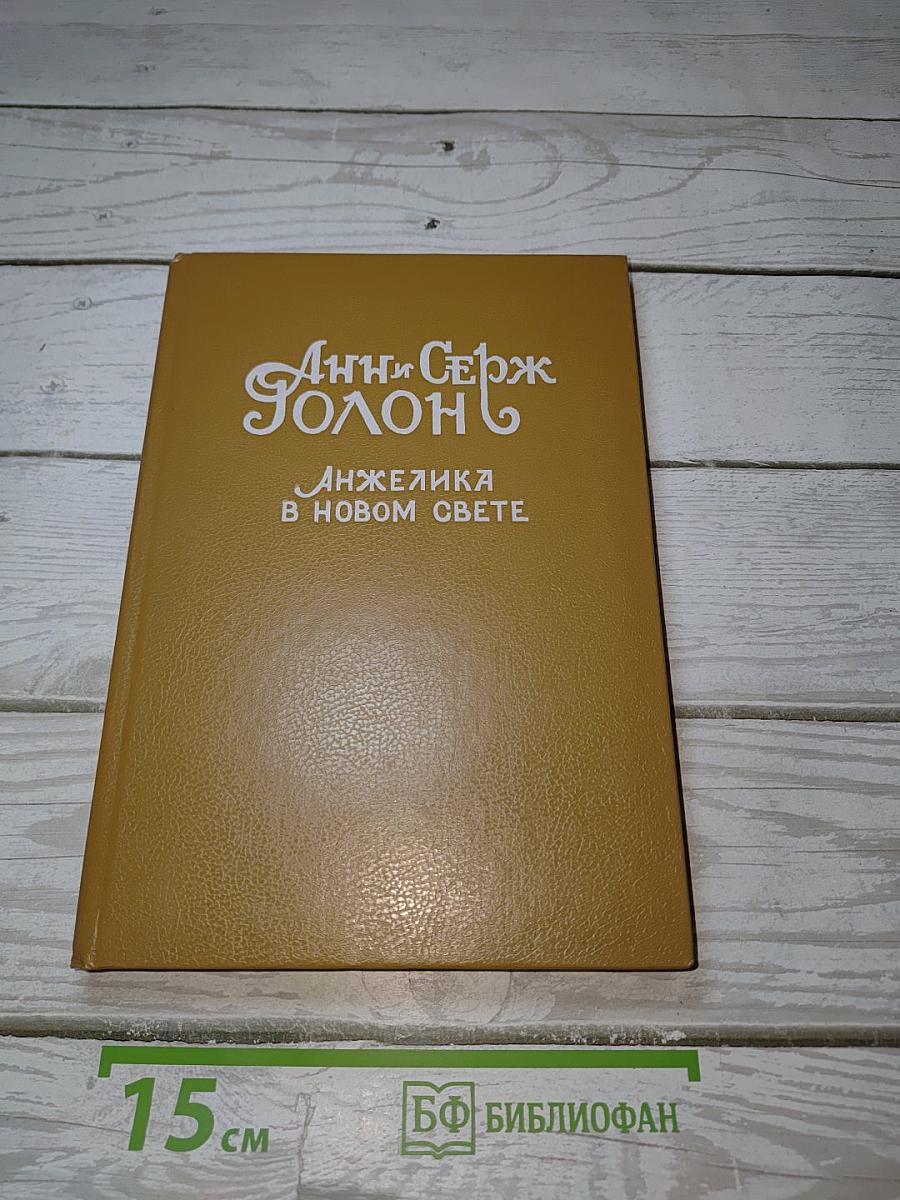 Анн и Серж
Голон
Анжелика
в новом свете
15 см
БФ БИБЛИОФАН